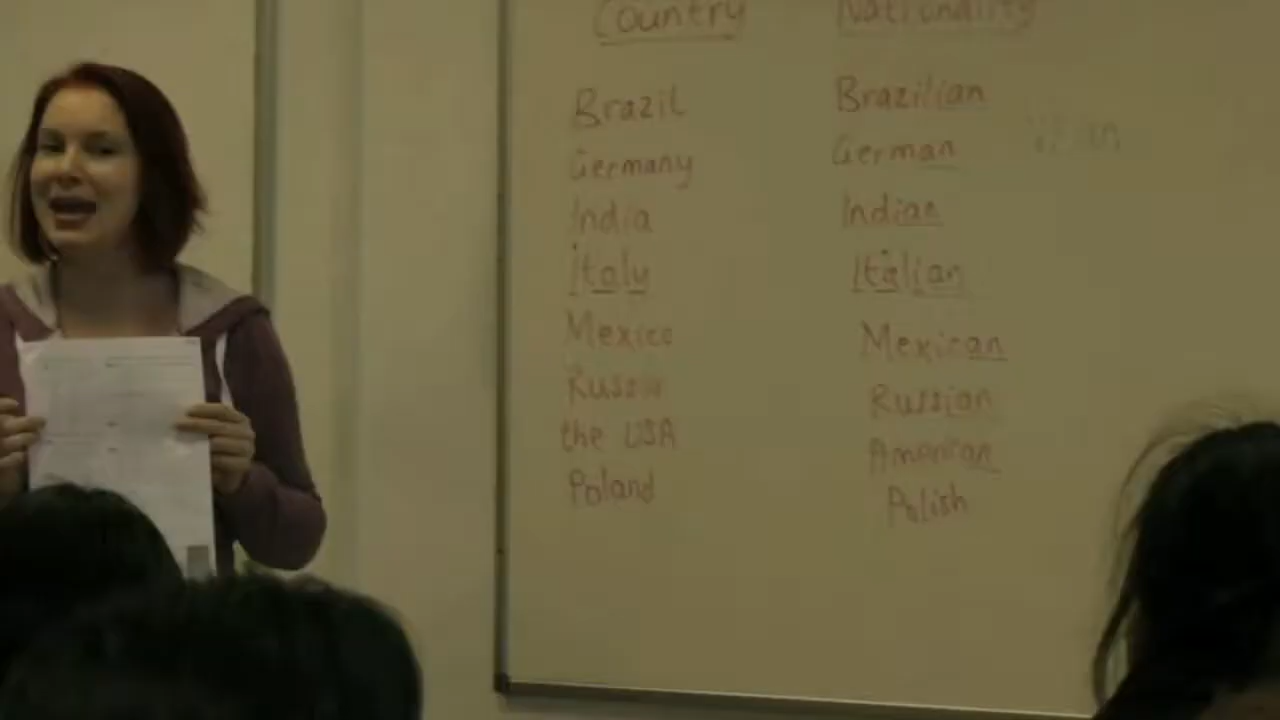 Country Nationality
Brazil Brazilian
Germany German
India Indian
Italy Italian
Mexico Mexican
Russia Russian
the USA American
Poland Polish